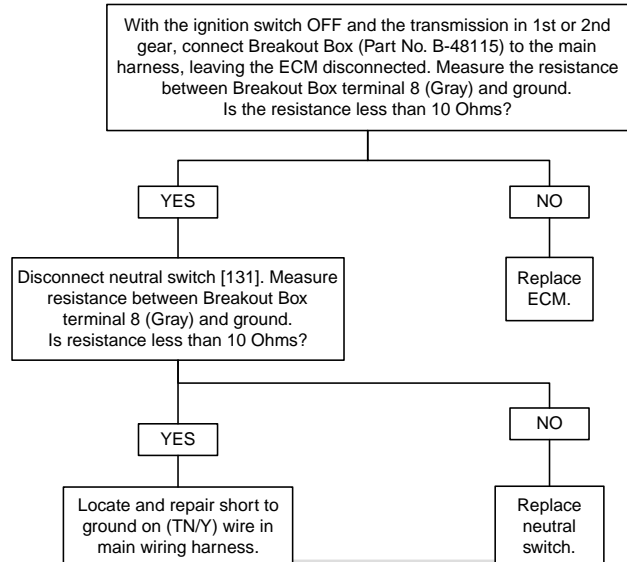 With the ignition switch OFF and the transmission in 1st or 2nd
gear, connect Breakout Box (Part No. B-48115) to the main
harness, leaving the ECM disconnected. Measure the resistance
between Breakout Box terminal 8 (Gray) and ground.
Is the resistance less than 10 Ohms?
YES
NO
Disconnect neutral switch [131]. Measure
resistance between Breakout Box
terminal 8 (Gray) and ground.
Is resistance less than 10 Ohms?
Replace
ECM.
YES
NO
Locate and repair short to
ground on (TN/Y) wire in
main wiring harness.
Replace
neutral
switch.